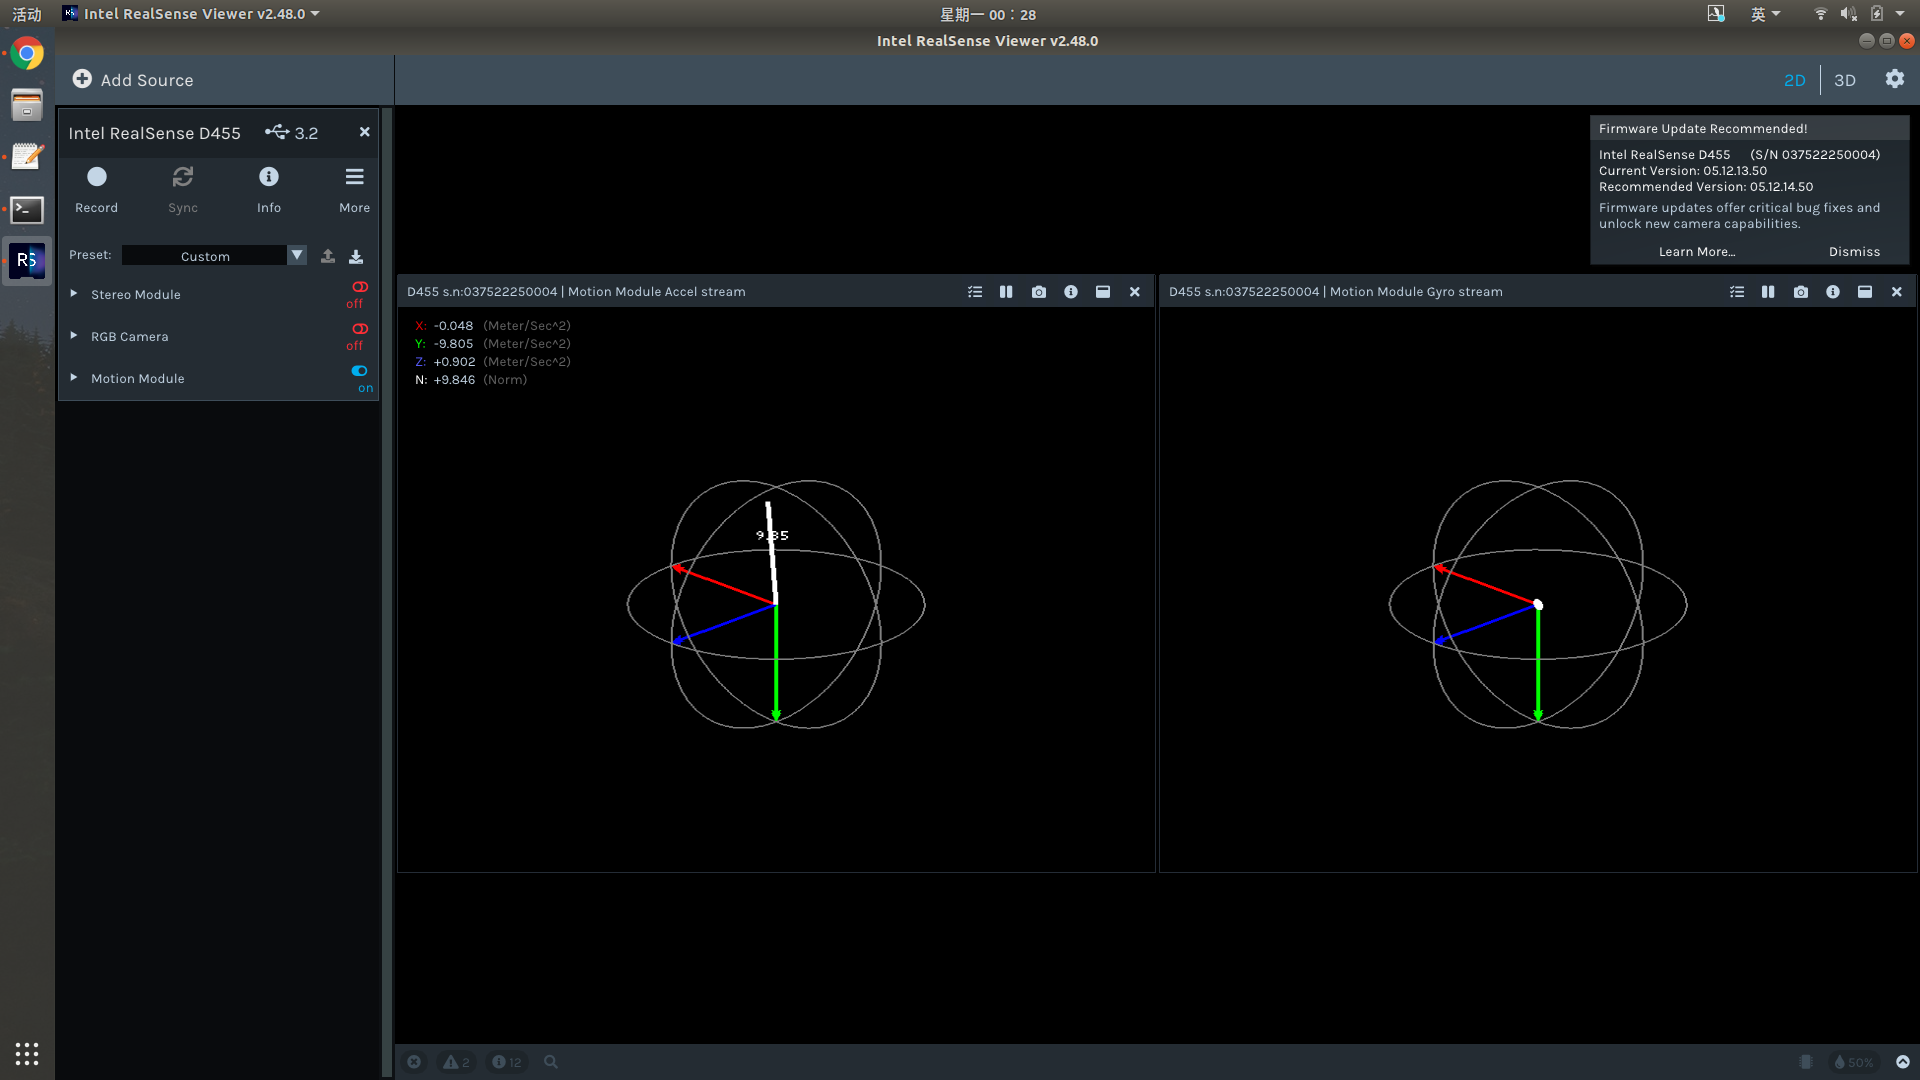 活动
Intel RealSense Viewer v2.48.0
星期一 00：28
英
Intel RealSense Viewer v2.48.0
Add Source
2D
3D
Intel RealSense D455
3.2
Record
Sync
Info
More
Preset:
Custom
Stereo Module
off
RGB Camera
off
Motion Module
on
RS
Firmware Update Recommended!
Intel RealSense D455 (S/N 037522250004)
Current Version: 05.12.13.50
Recommended Version: 05.12.14.50
Firmware updates offer critical bug fixes and
unlock new camera capabilities.
Learn More...
Dismiss
D455 s.n:037522250004 | Motion Module Accel stream
X: -0.048 (Meter/Sec^2)
Y: -9.805 (Meter/Sec^2)
Z: +0.902 (Meter/Sec^2)
N: +9.846 (Norm)
9.85
D455 s.n:037522250004 | Motion Module Gyro stream
2
12
50%